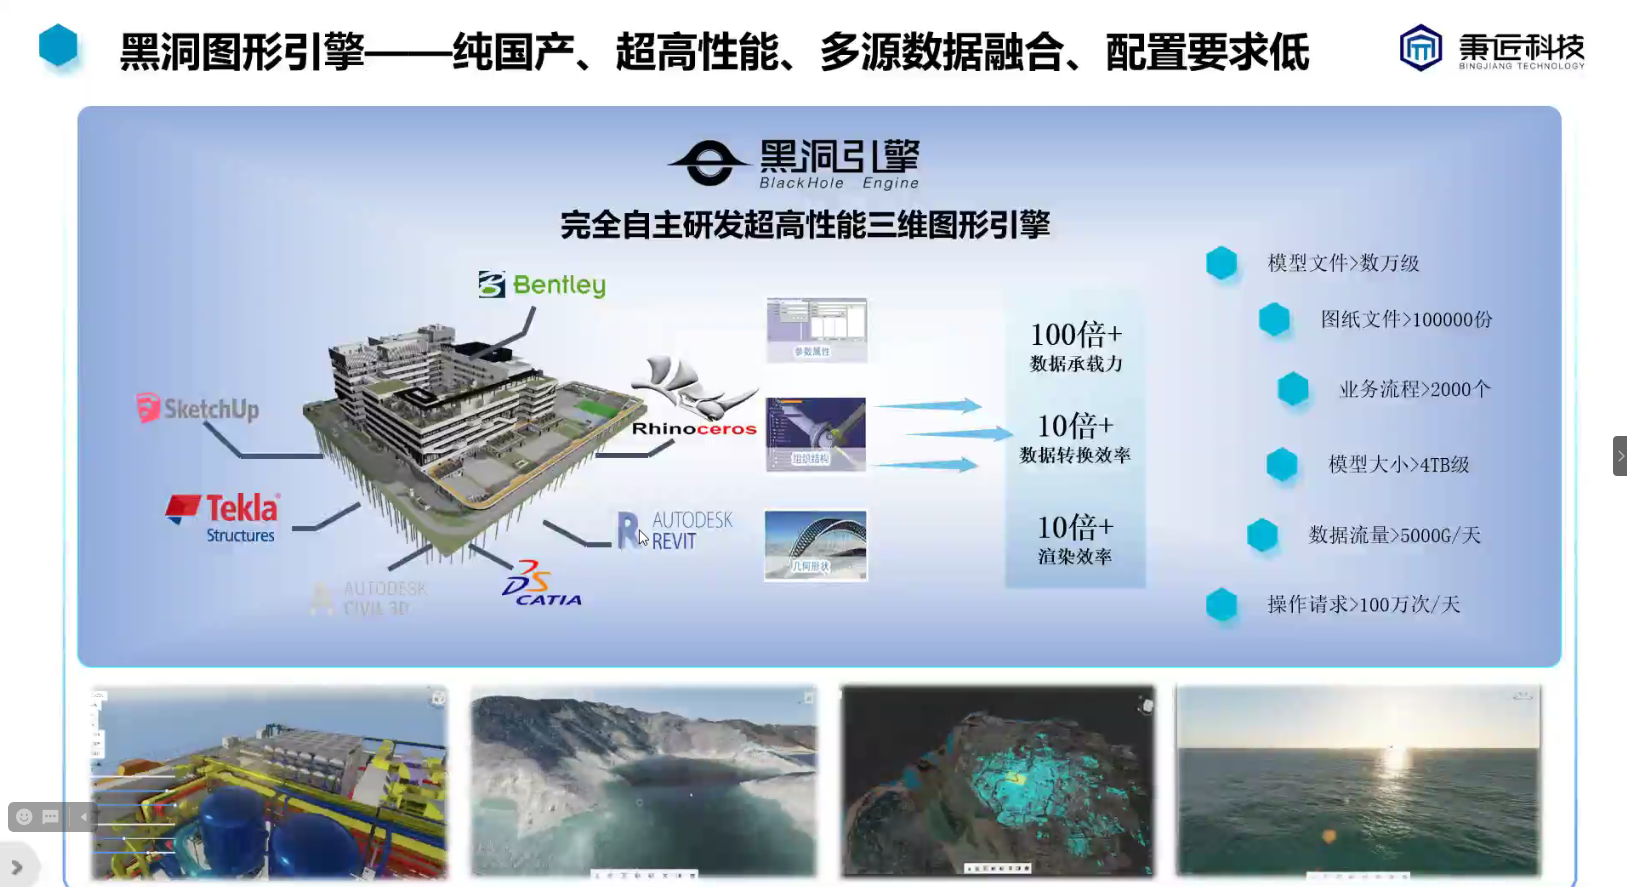 黑洞图形引擎——纯国产、超高性能、多源数据融合、配置要求低
秉匠科技
BINGJIANG TECHNOLOGY
黑洞引擎
BlackHole Engine
完全自主研发超高性能三维图形引擎
Bentley
SketchUp
Rhinoceros
Tekla
Structures
AUTODESK
REVIT
AUTODESK
CIVIL 3D
CATIA
参数属性
组织结构
几何形状
100倍+
数据承载力
10倍+
数据转换效率
10倍+
渲染效率
模型文件>数万级
图纸文件>100000份
业务流程>2000个
模型大小>4TB级
数据流量>5000G/天
操作请求>100万次/天